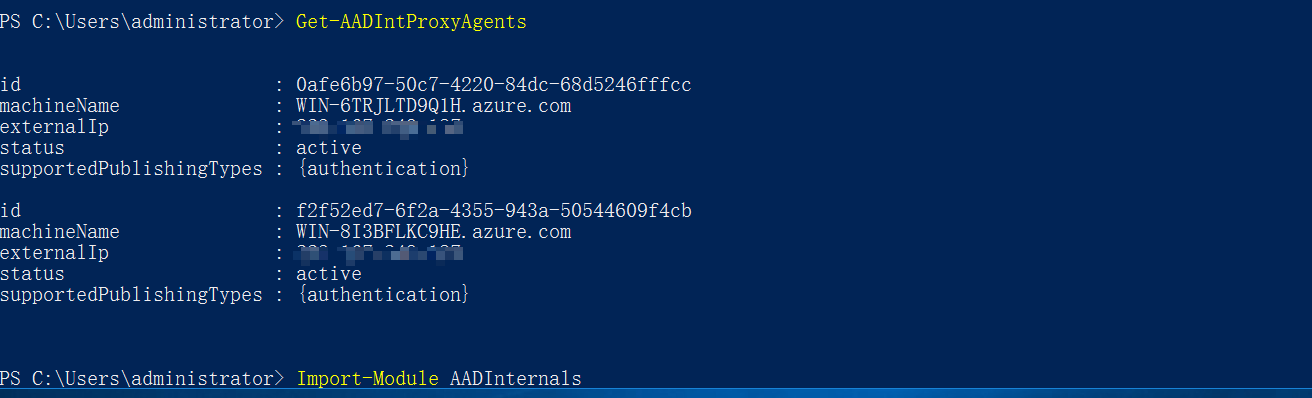 PS C:\Users\administrator> Get-AADIntProxyAgents
id : 0afe6b97-50c7-4220-84dc-68d5246fffcc
machineName : WIN-6TRJLTD9Q1H.azure.com
externalIp :
status : active
supportedPublishingTypes : {authentication}
id : f2f52ed7-6f2a-4355-943a-50544609f4cb
machineName : WIN-8I3BFLKC9HE.azure.com
externalIp :
status : active
supportedPublishingTypes : {authentication}
PS C:\Users\administrator> Import-Module AADInternals